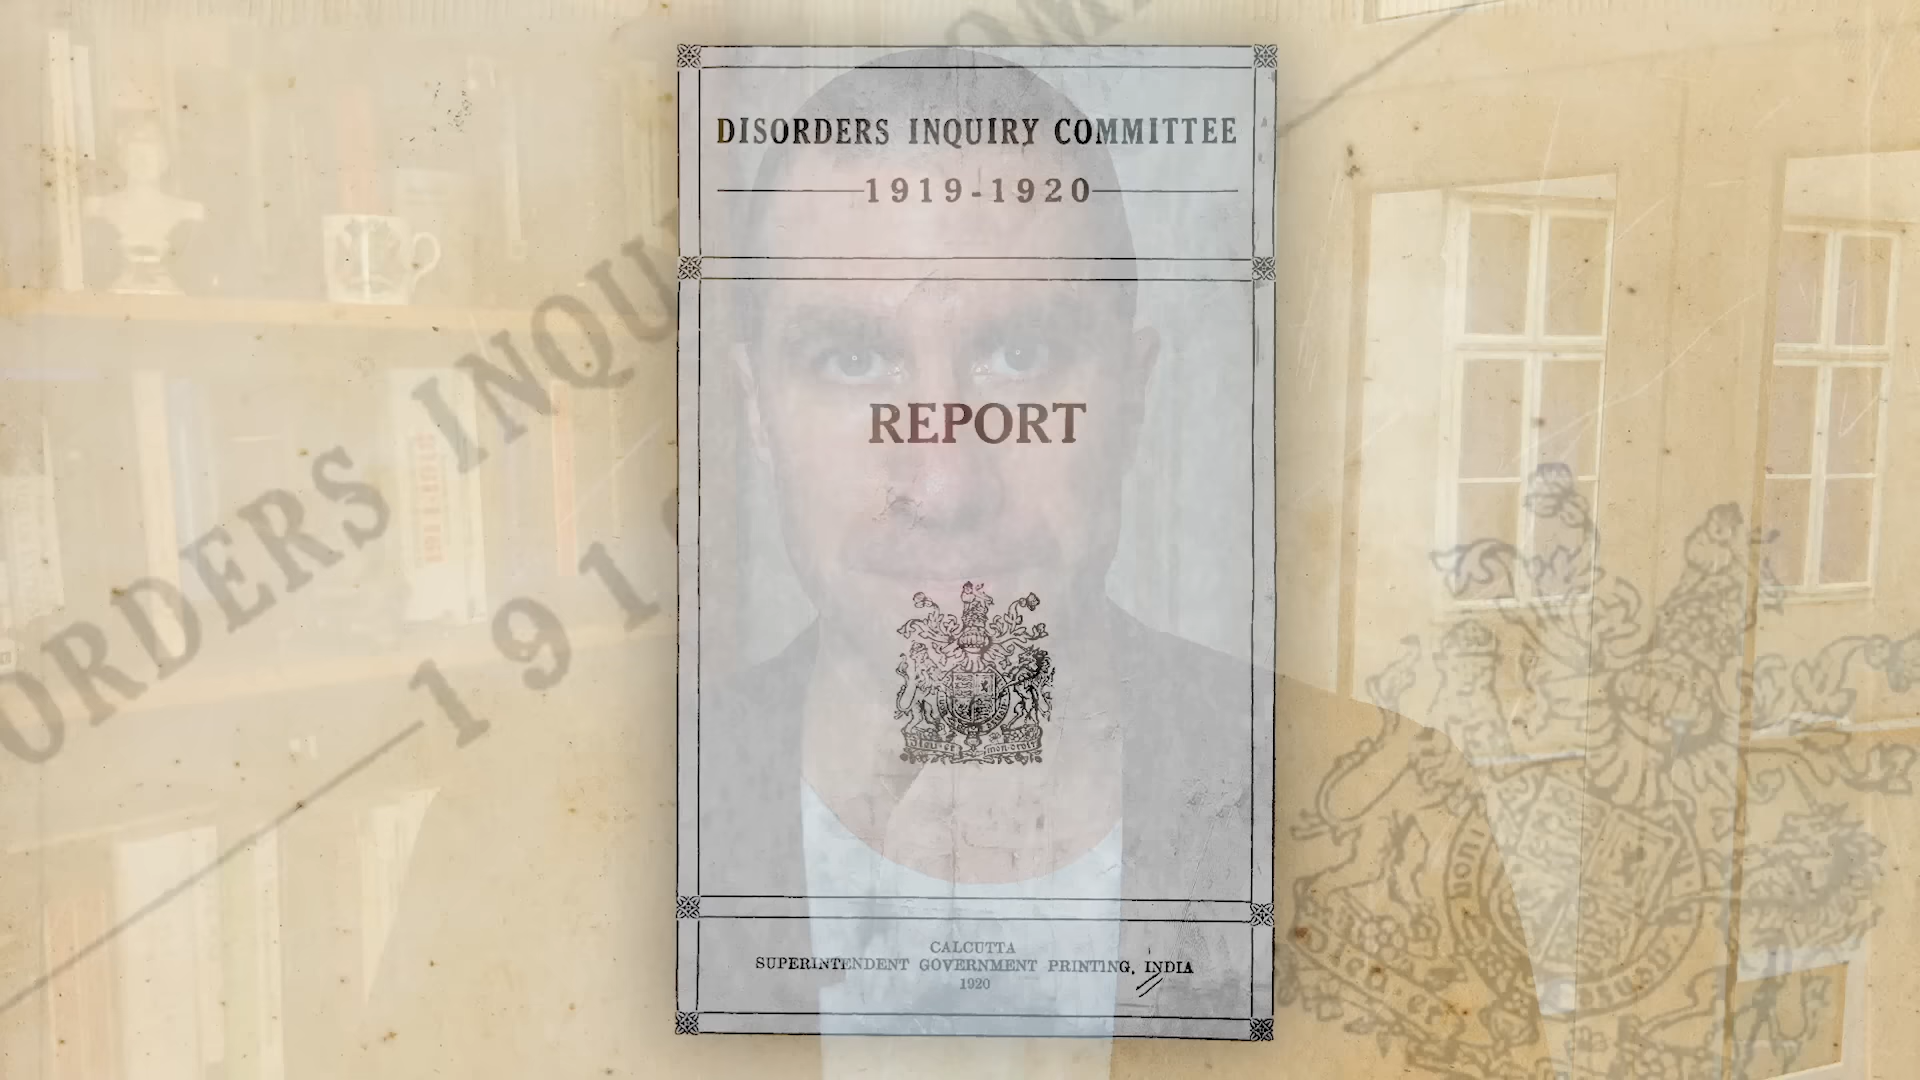 DISORDERS INQUIRY COMMITTEE
1919-1920
REPORT
CALCUTTA
SUPERINTENDENT GOVERNMENT PRINTING, INDIA
1920
ORDERS INQU
191